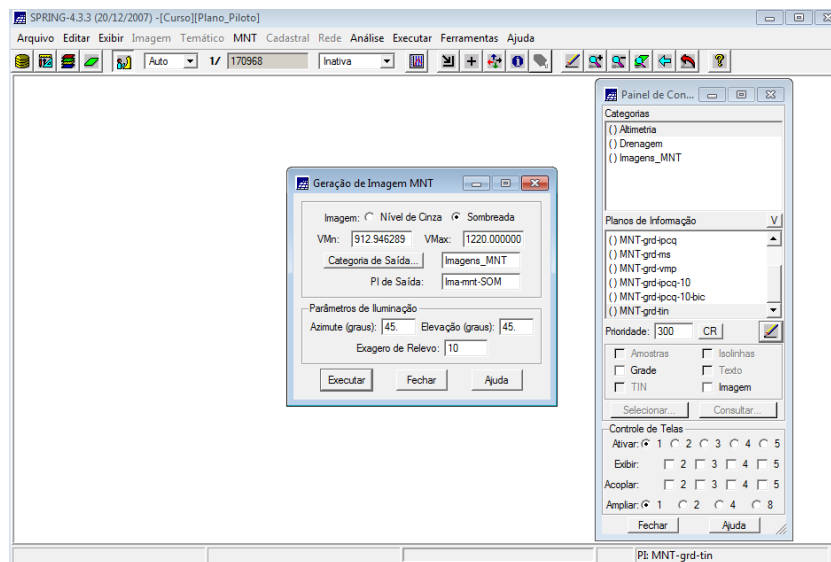 SPRING-4.3.3 (20/12/2007) -[Curso][Plano_Piloto]
Arquivo Editar Exibir Imagem Temático MNT Cadastral Rede Análise Executar Ferramentas Ajuda
Auto 1/ 170968 Inativa
Geração de Imagem MNT
Imagem: Nível de Cinza Sombreada
VMn: 912.946289 VMax: 1220.000000
Categoria de Saída... Imagens_MNT
PI de Saída: Ima-mnt-SOM
Parâmetros de Iluminação
Azimute (graus): 45. Elevação (graus): 45.
Exagero de Relevo: 10
Executar Fechar Ajuda
Painel de Con...
Categorias
() Altimetria
() Drenagem
() Imagens_MNT
Planos de Informação V
() MNT-grd-ipcq
() MNT-grd-ms
() MNT-grd-vmp
() MNT-grd-ipcq-10
() MNT-grd-ipcq-10-bic
() MNT-grd-tin
Prioridade: 300 CR
Amostras Isolinhas
Grade Texto
TIN Imagem
Selecionar... Consultar...
Controle de Telas
Ativar: 1 2 3 4 5
Exibir: 2 3 4 5
Acoplar: 2 3 4 5
Ampliar: 1 2 4 8
Fechar Ajuda
PI: MNT-grd-tin